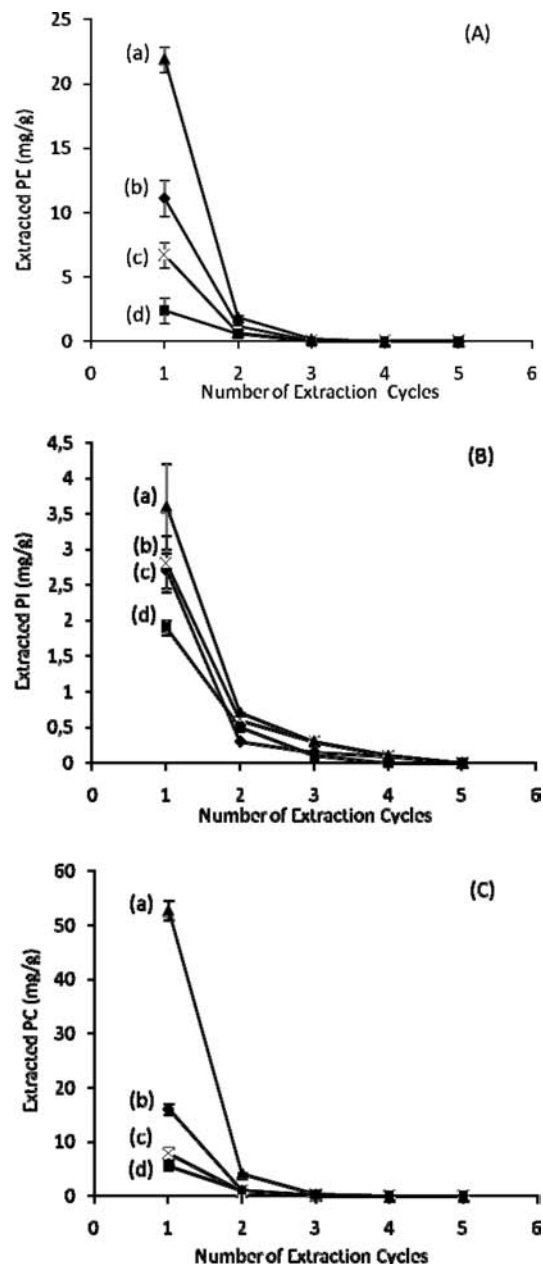 (A)
25
20
15
10
5
0
(a)
(b)
(c)
(d)
Extracted PE (mg/g)
0 1 2 3 4 5 6
Number of Extraction Cycles
(B)
4,5
4
3,5
3
2,5
2
1,5
1
0,5
0
(a)
(b)
(c)
(d)
Extracted PI (mg/g)
0 1 2 3 4 5 6
Number of Extraction Cycles
(C)
60
50
40
30
20
10
0
(a)
(b)
(c)
(d)
Extracted PC (mg/g)
0 1 2 3 4 5 6
Number of Extraction Cycles